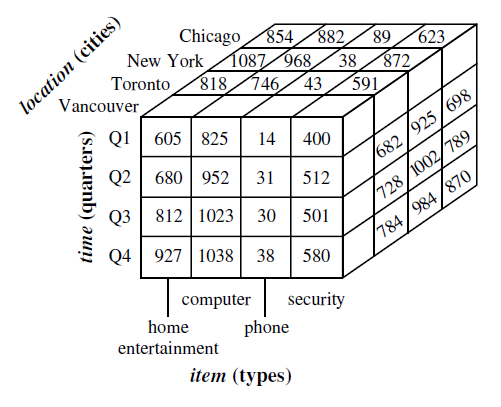 location (cities)
Chicago 854 882 89 623
New York 1087 968 38 872
Toronto 818 746 43 591
Vancouver
time (quarters)
Q1 605 825 14 400
Q2 680 952 31 512
Q3 812 1023 30 501
Q4 927 1038 38 580
682 925 698
728 1002 789
784 984 870
computer security
home phone
entertainment
item (types)